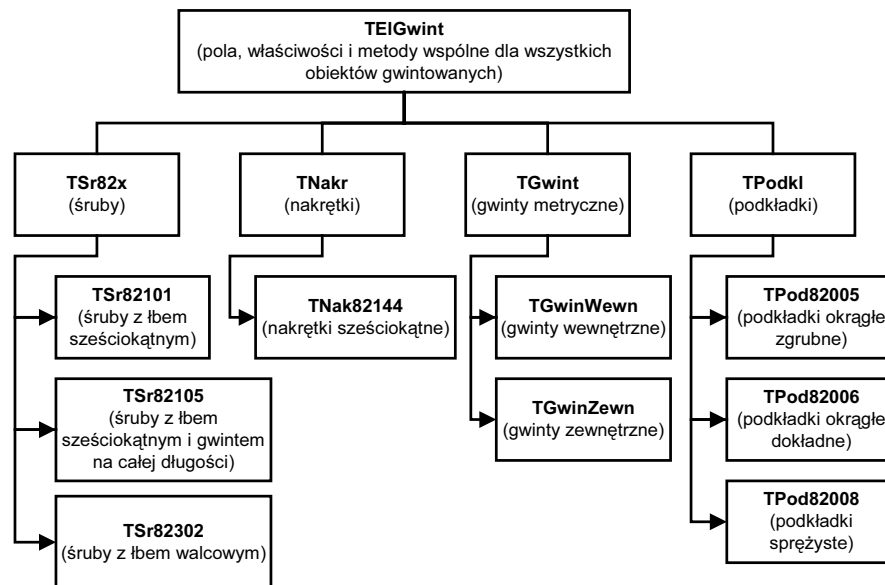 TElGwint
(pola, właściwości i metody wspólne dla wszystkich
obiektów gwintowanych)
TSr82x
(śruby)
TNakr
(nakrętki)
TGwint
(gwinty metryczne)
TPodkl
(podkładki)
TSr82101
(śruby z łbem
sześciokątnym)
TSr82105
(śruby z łbem
sześciokątnym i gwintem
na całej długości)
TSr82302
(śruby z łbem walcowym)
TNak82144
(nakrętki sześciokątne)
TGwinWewn
(gwinty wewnętrzne)
TGwinZewn
(gwinty zewnętrzne)
TPod82005
(podkładki okrągłe
zgrubne)
TPod82006
(podkładki okrągłe
dokładne)
TPod82008
(podkładki
sprężyste)